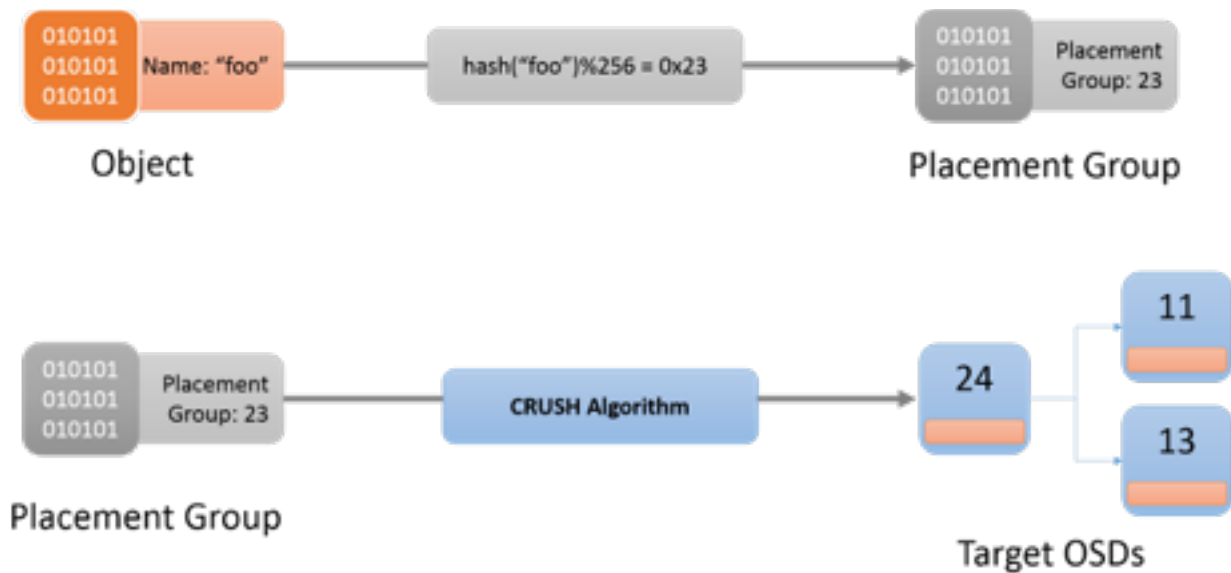 010101
010101
010101
Name: “foo”
hash(“foo”)%256 = 0x23
010101
010101
010101
Placement
Group: 23
Object
Placement Group
010101
010101
010101
Placement
Group: 23
CRUSH Algorithm
24
11
13
Placement Group
Target OSDs